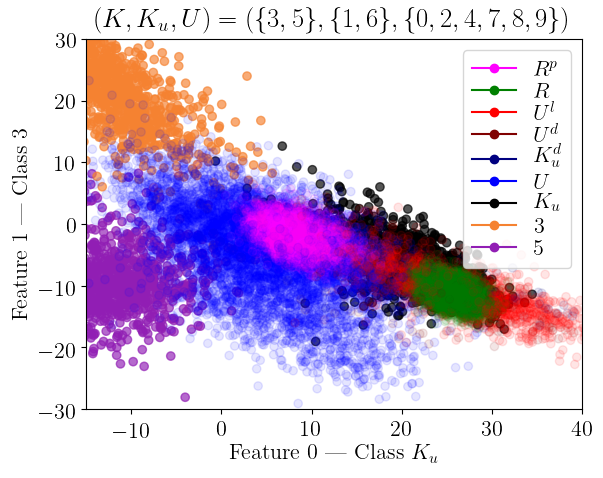 (K, K_u, U) = ({3, 5}, {1, 6}, {0, 2, 4, 7, 8, 9})
30
20
10
0
−10
−20
−30
Feature 1 — Class 3
R^p
R
U^l
U^d
K_u^d
U
K_u
3
5
−10
0
10
20
30
40
Feature 0 — Class K_u